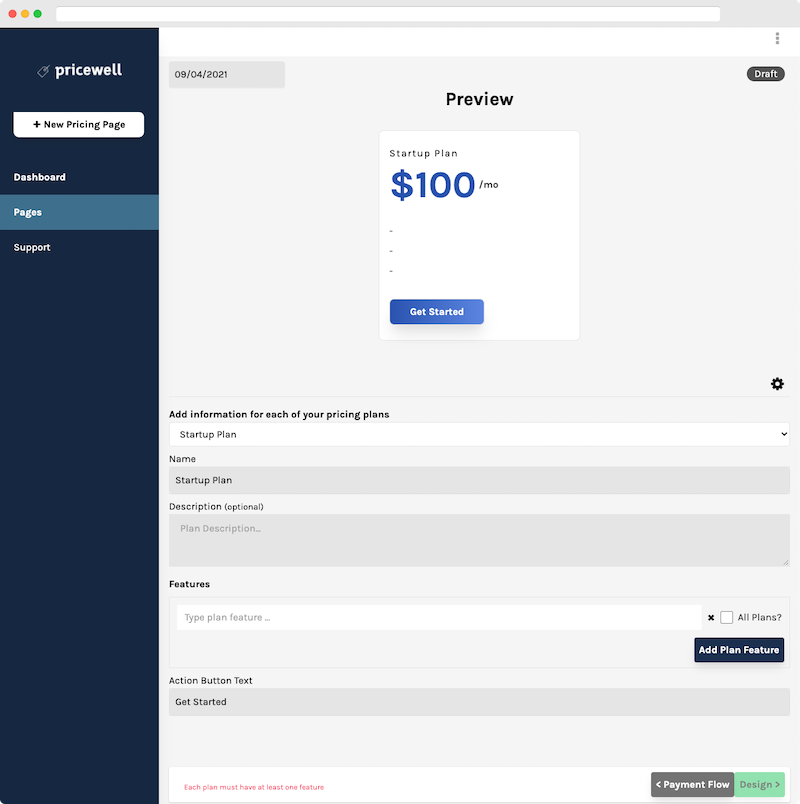 pricewell
+ New Pricing Page
Dashboard
Pages
Support
09/04/2021
Draft
Preview
Startup Plan
$100 /mo
-
-
-
Get Started
Add information for each of your pricing plans
Startup Plan
Name
Startup Plan
Description (optional)
Plan Description...
Features
Type plan feature ...
✖ All Plans?
Add Plan Feature
Action Button Text
Get Started
Each plan must have at least one feature
< Payment Flow
Design >